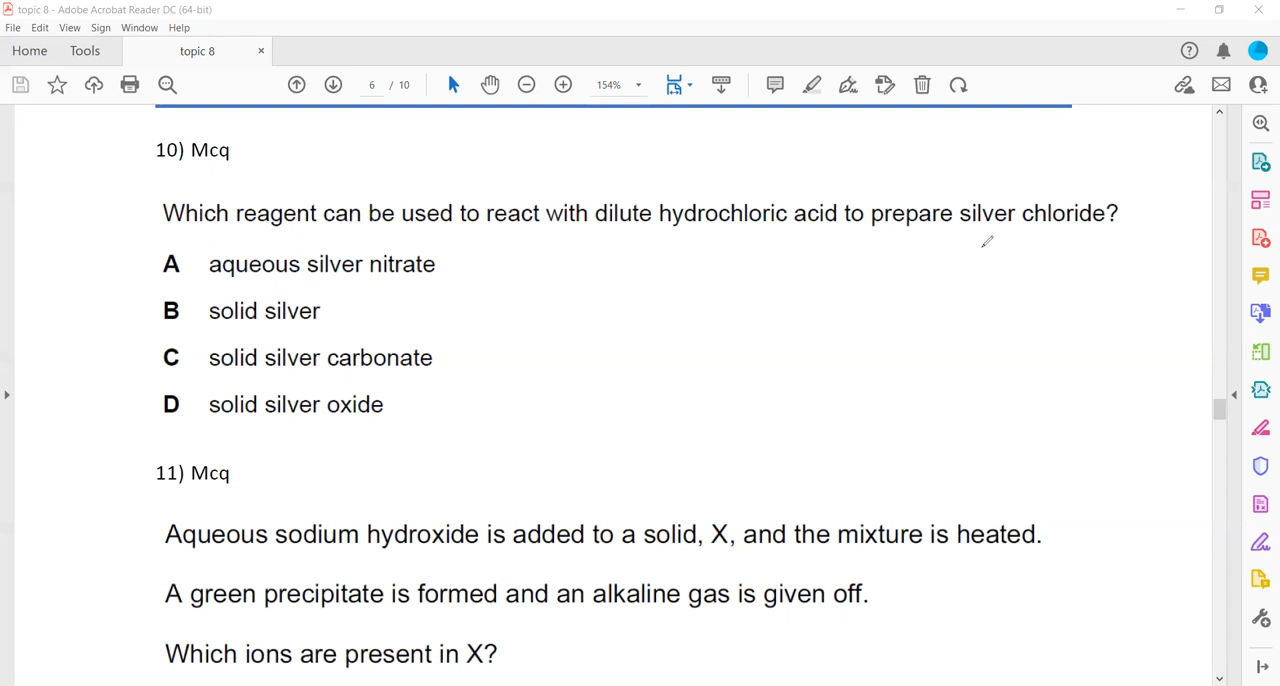 topic 8 - Adobe Acrobat Reader DC (64-bit)
File Edit View Sign Window Help
Home Tools topic 8 ×
6 / 10 154%
10) Mcq
Which reagent can be used to react with dilute hydrochloric acid to prepare silver chloride?
A aqueous silver nitrate
B solid silver
C solid silver carbonate
D solid silver oxide
11) Mcq
Aqueous sodium hydroxide is added to a solid, X, and the mixture is heated.
A green precipitate is formed and an alkaline gas is given off.
Which ions are present in X?